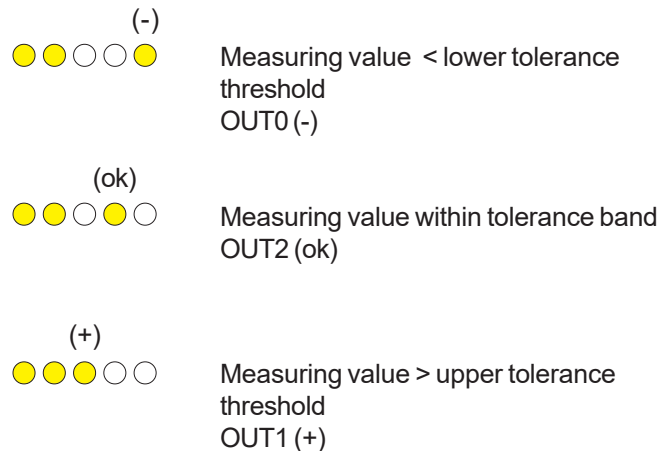 (-)
Measuring value < lower tolerance
threshold
OUT0 (-)
(ok)
Measuring value within tolerance band
OUT2 (ok)
(+)
Measuring value > upper tolerance
threshold
OUT1 (+)